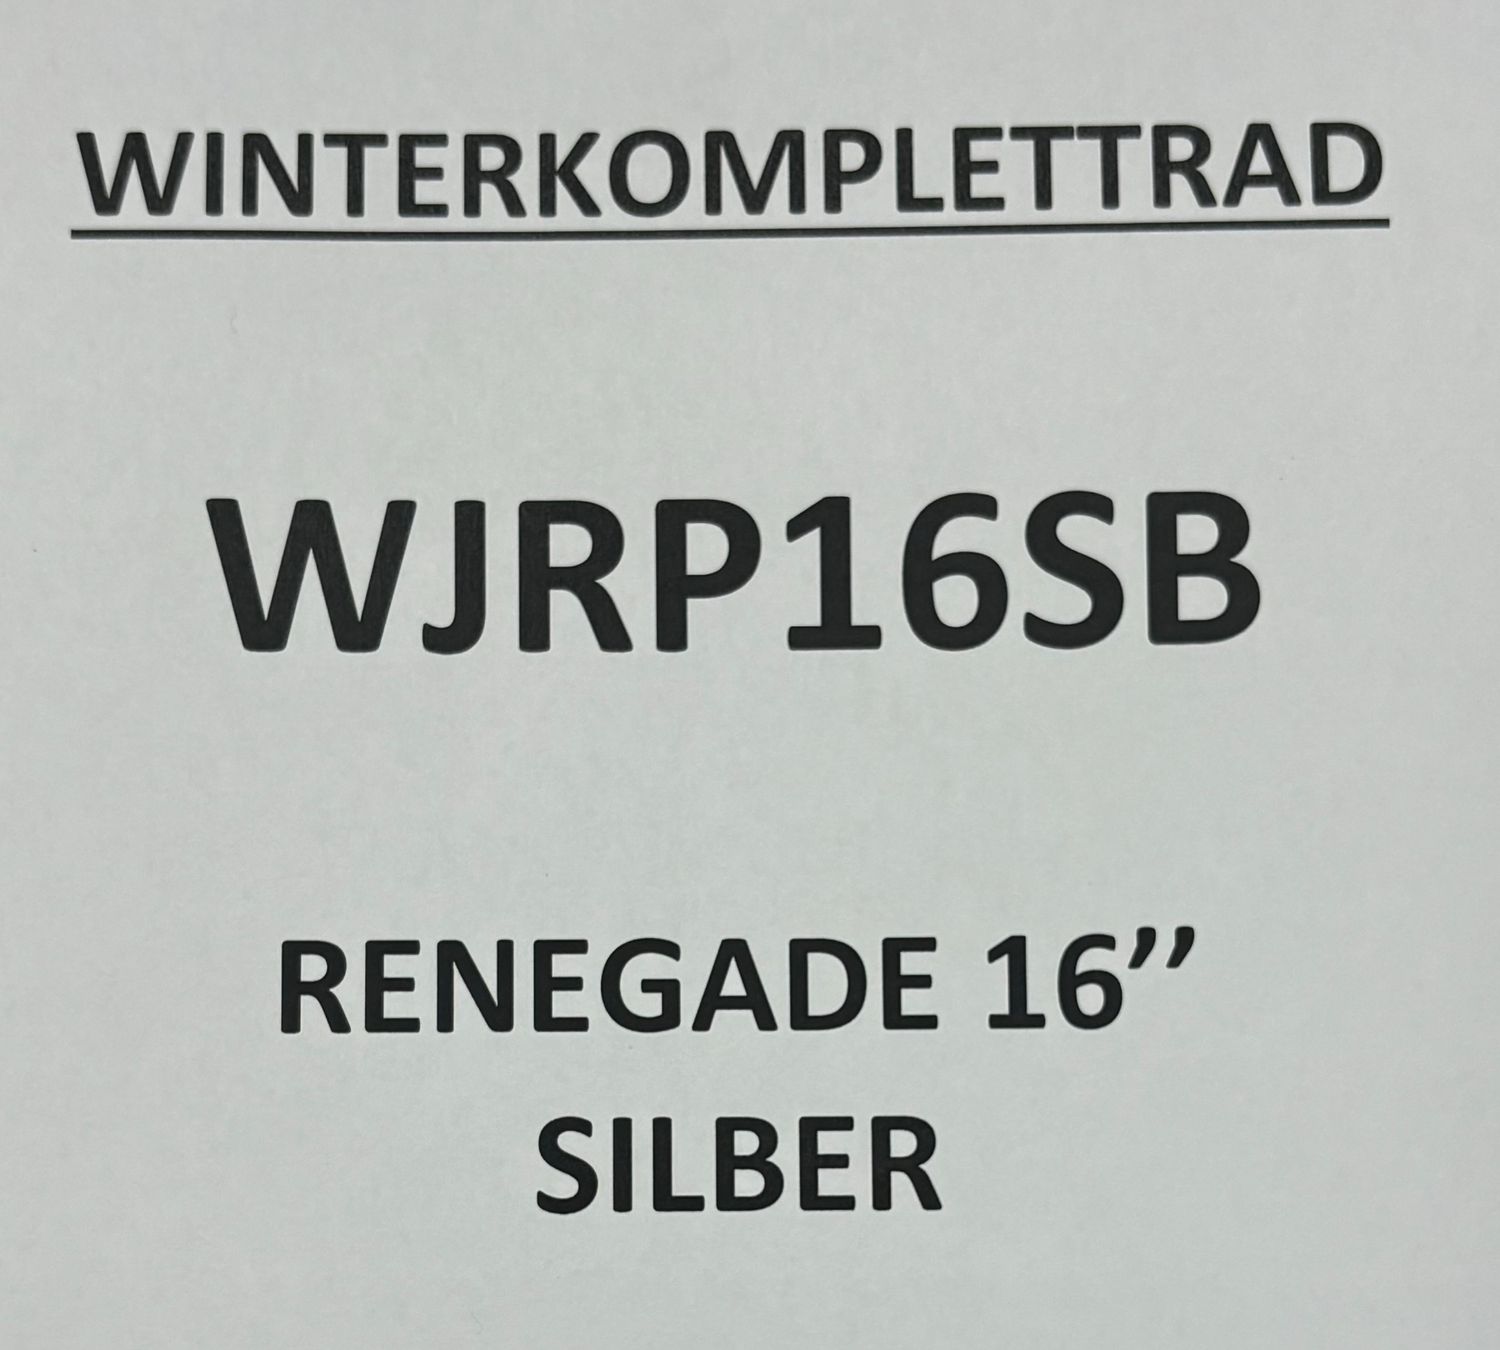 WINTERKOMPLETTRAD
WJRP16SB
RENEGADE 16’’
SILBER